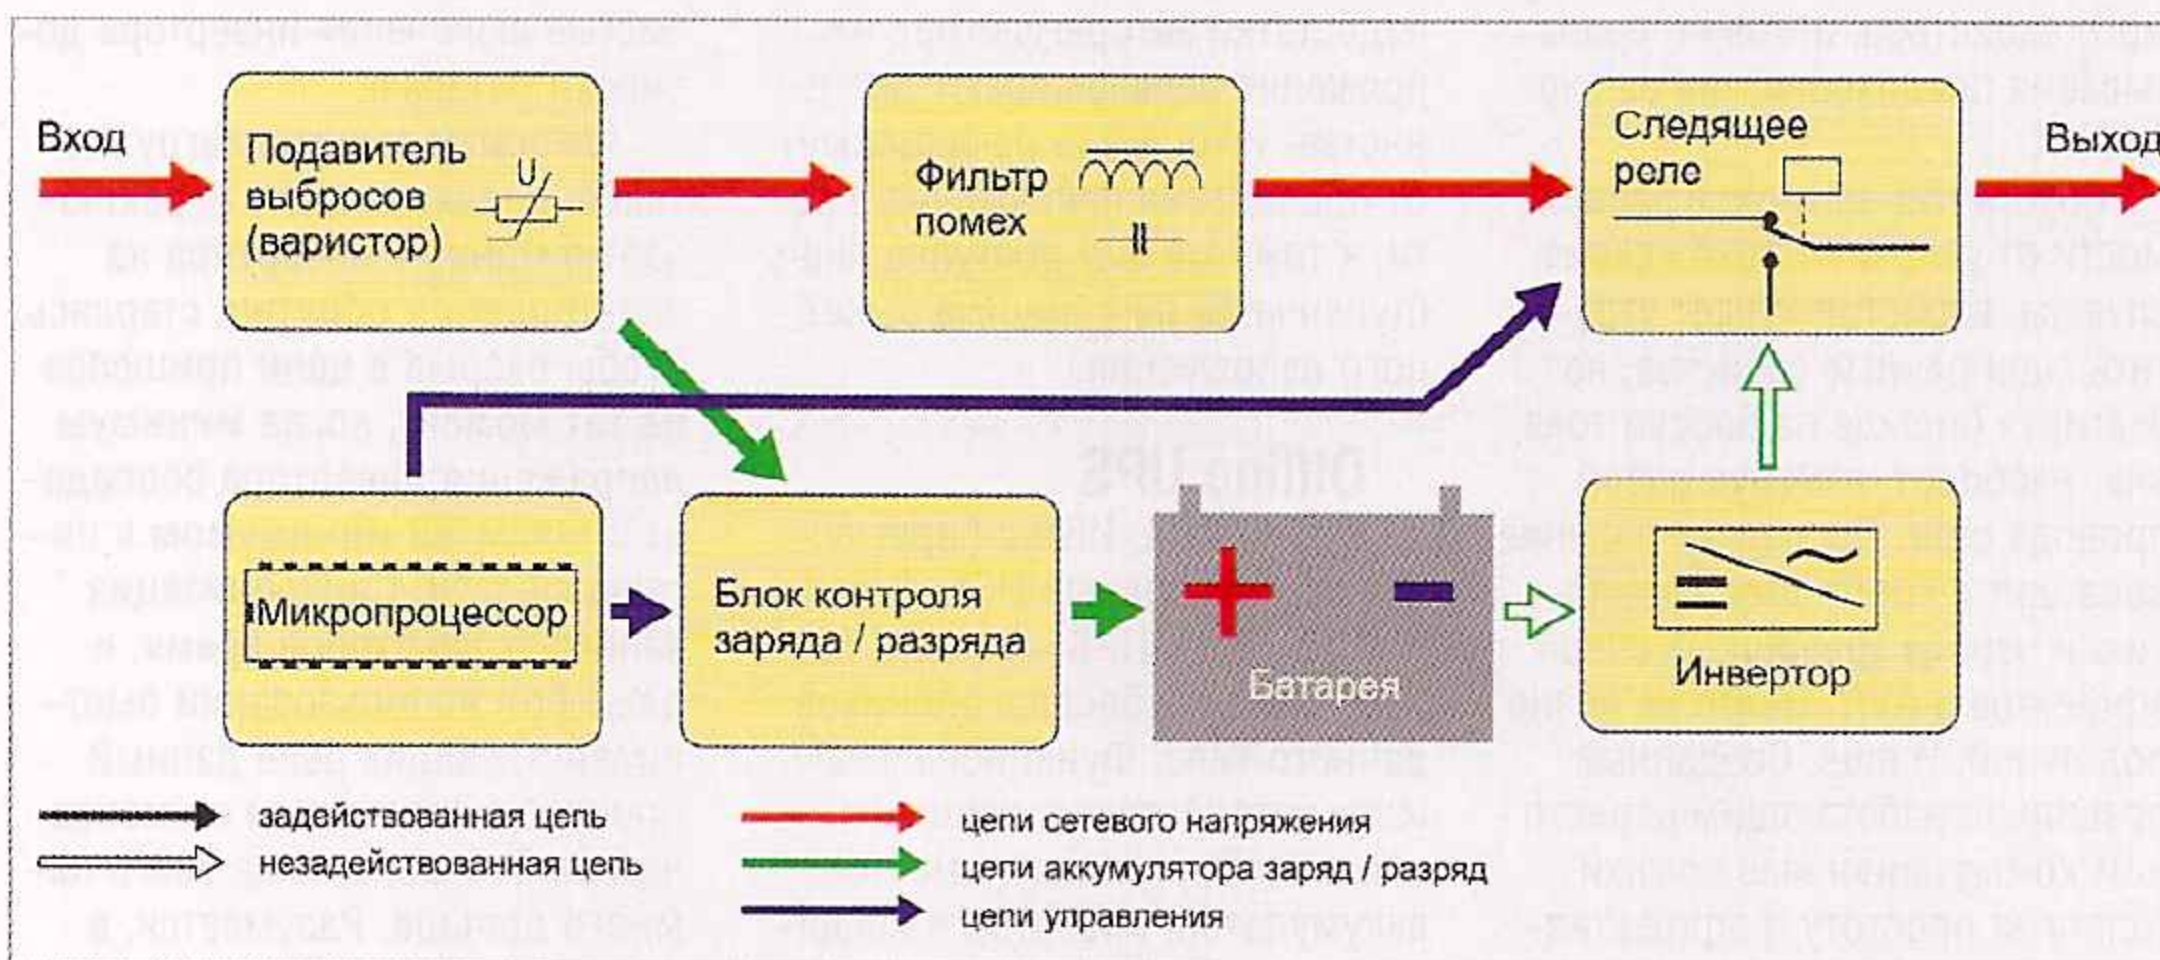 Вход
Подавитель
выбросов
(варистор)
U
Фильтр
помех
Следящее
реле
Выход
Микропроцессор
Блок контроля
заряда / разряда
Батарея
Инвертор
задействованная цепь
незадействованная цепь
цепи сетевого напряжения
цепи аккумулятора заряд / разряд
цепи управления